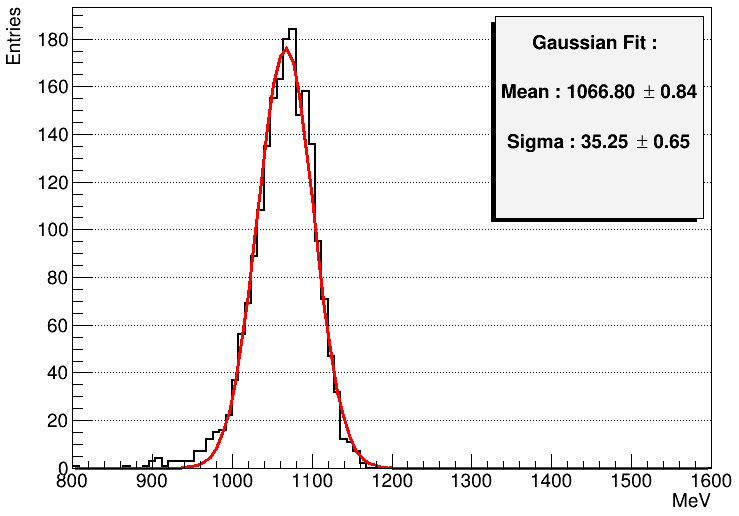 Entries
180
160
140
120
100
80
60
40
20
0
Gaussian Fit :
Mean : 1066.80 ± 0.84
Sigma : 35.25 ± 0.65
800 900 1000 1100 1200 1300 1400 1500 1600
MeV